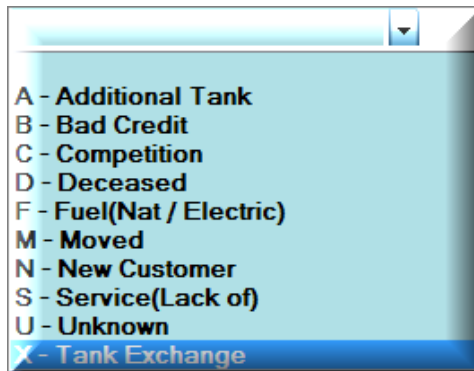 A - Additional Tank
B - Bad Credit
C - Competition
D - Deceased
F - Fuel(Nat / Electric)
M - Moved
N - New Customer
S - Service(Lack of)
U - Unknown
X - Tank Exchange